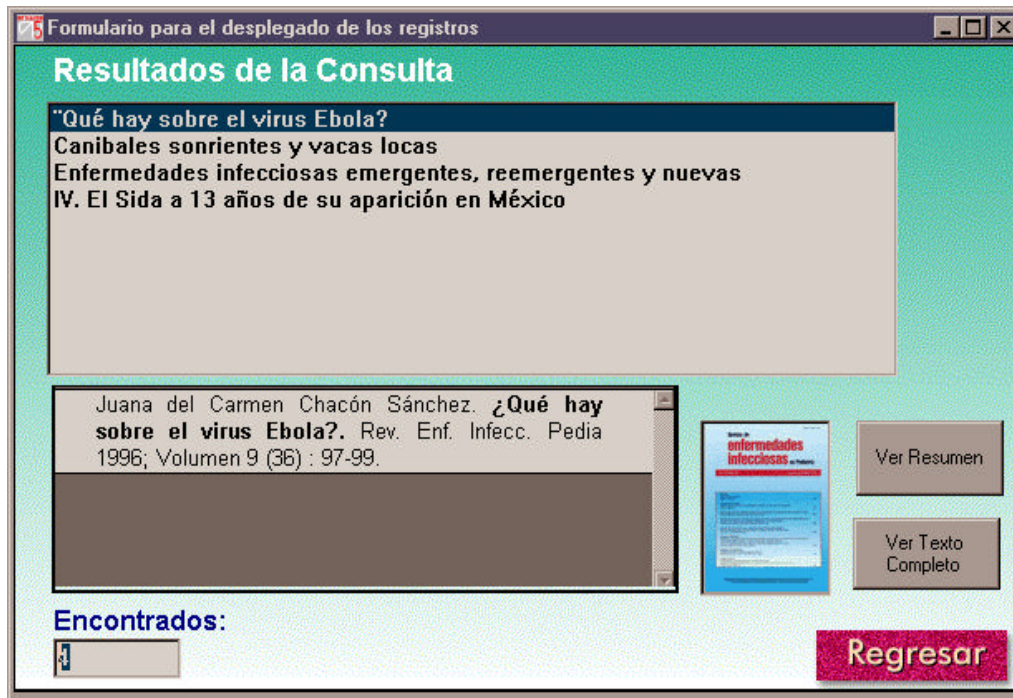 Formulario para el desplegado de los registros
Resultados de la Consulta
¨Qué hay sobre el virus Ebola?
Canibales sonrientes y vacas locas
Enfermedades infecciosas emergentes, reemergentes y nuevas
IV. El Sida a 13 años de su aparición en México
Juana del Carmen Chacón Sánchez. ¿Qué hay
sobre el virus Ebola?. Rev. Enf. Infecc. Pedia
1996; Volumen 9 (36) : 97-99.
enfermedades
infecciosas
Ver Resumen
Ver Texto
Completo
Encontrados:
4
Regresar